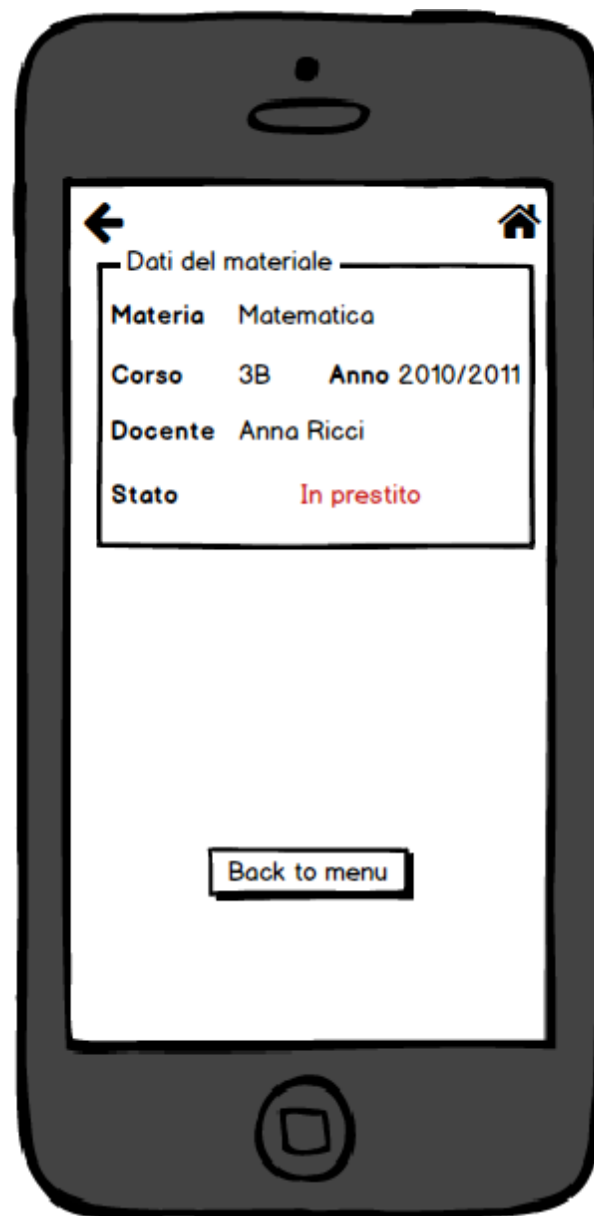 Dati del materiale
Materia Matematica
Corso 3B Anno 2010/2011
Docente Anna Ricci
Stato In prestito
Back to menu